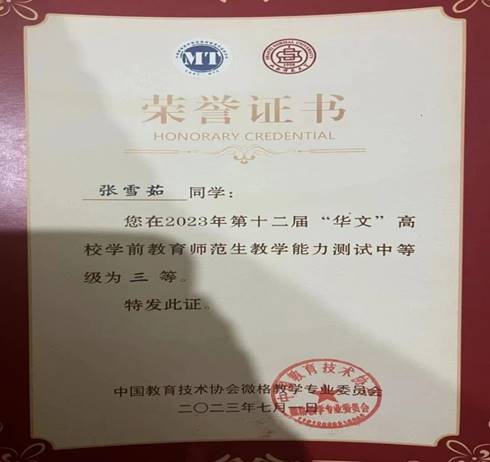 MT
荣誉证书
HONORARY CREDENTIAL
张雪茹 同学:
您在2023年第十二届“华文”高
校学前教育师范生教学能力测试中等
级为 三 等。
特发此证。
中国教育技术协会微格教学专业委员会
二〇二三年七月一日